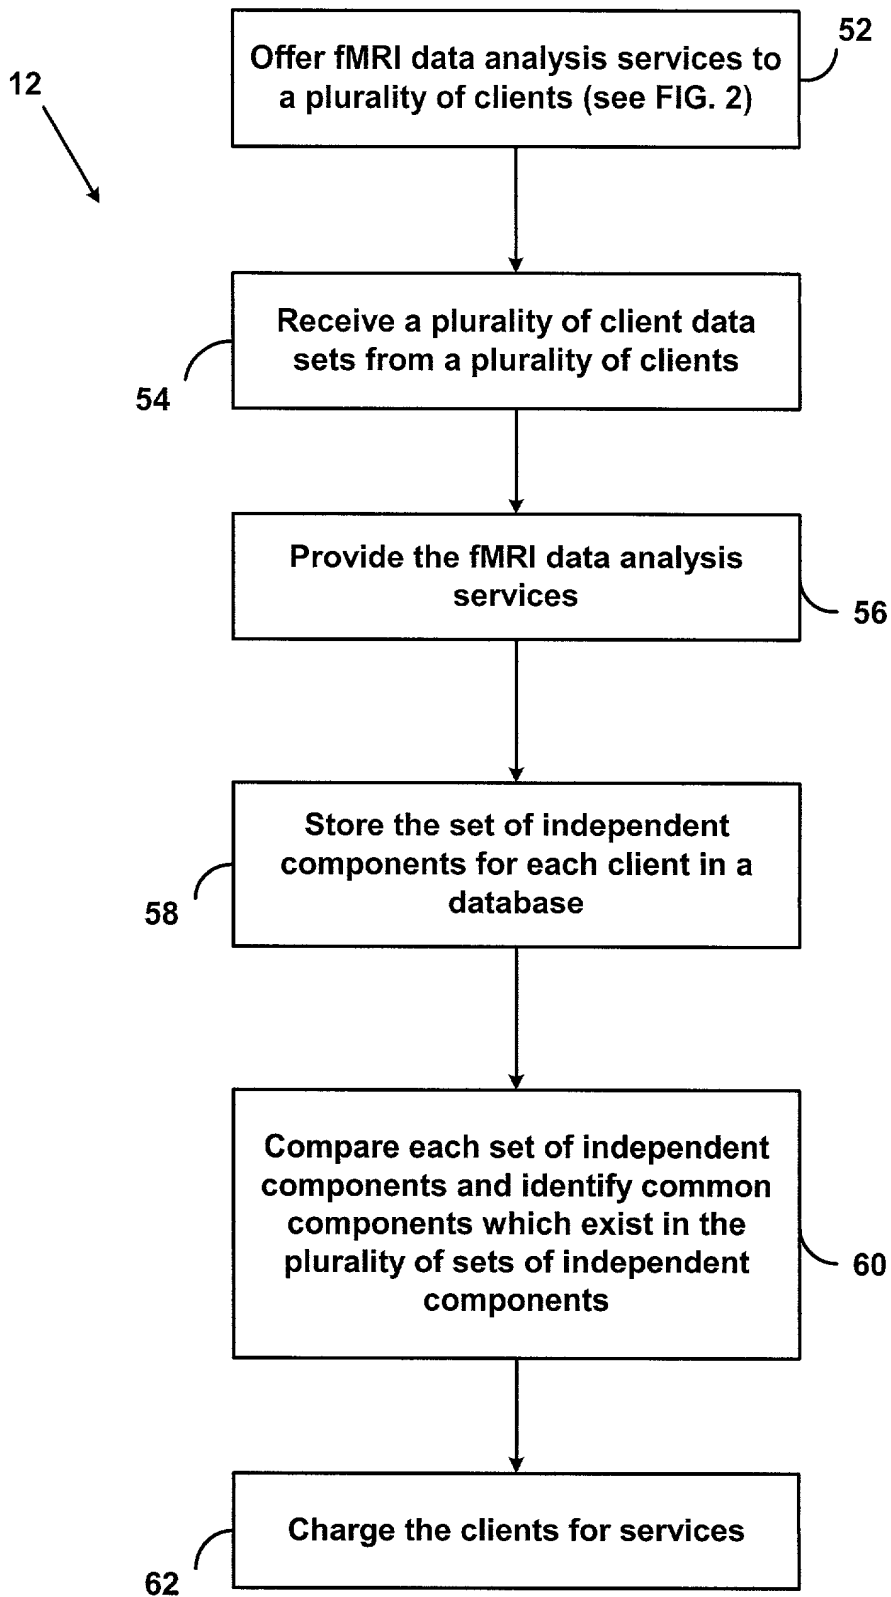 52
Offer fMRI data analysis services to
a plurality of clients (see FIG. 2)
12
Receive a plurality of client data
sets from a plurality of clients
54
Provide the fMRI data analysis
services
56
Store the set of independent
components for each client in a
database
58
Compare each set of independent
components and identify common
components which exist in the
plurality of sets of independent
components
60
Charge the clients for services
62